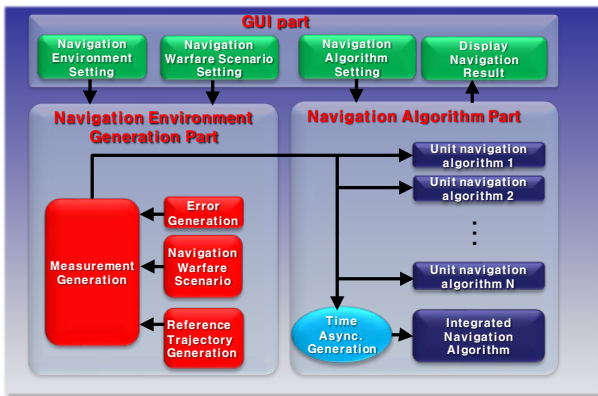 GUI part
Navigation
Environment
Setting
Navigation
Warfare Scenario
Setting
Navigation
Algorithm
Setting
Display
Navigation
Result
Navigation Environment
Generation Part
Measurement
Generation
Error
Generation
Navigation
Warfare
Scenario
Reference
Trajectory
Generation
Navigation Algorithm Part
Unit navigation
algorithm 1
Unit navigation
algorithm 2
Unit navigation
algorithm N
Time
Async.
Generation
Integrated
Navigation
Algorithm